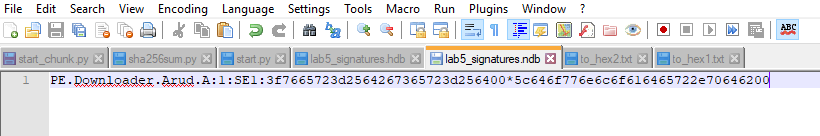 File Edit Search View Encoding Language Settings Tools Macro Run Plugins Window ?
ABC
start_chunk.py sha256sum.py start.py lab5_signatures.hdb lab5_signatures.ndb to_hex2.txt to_hex1.txt
1 PE.Downloader.Arud.A:1:SE1:3f7665723d2564267365723d256400*5c646f776e6c6f616465722e70646200